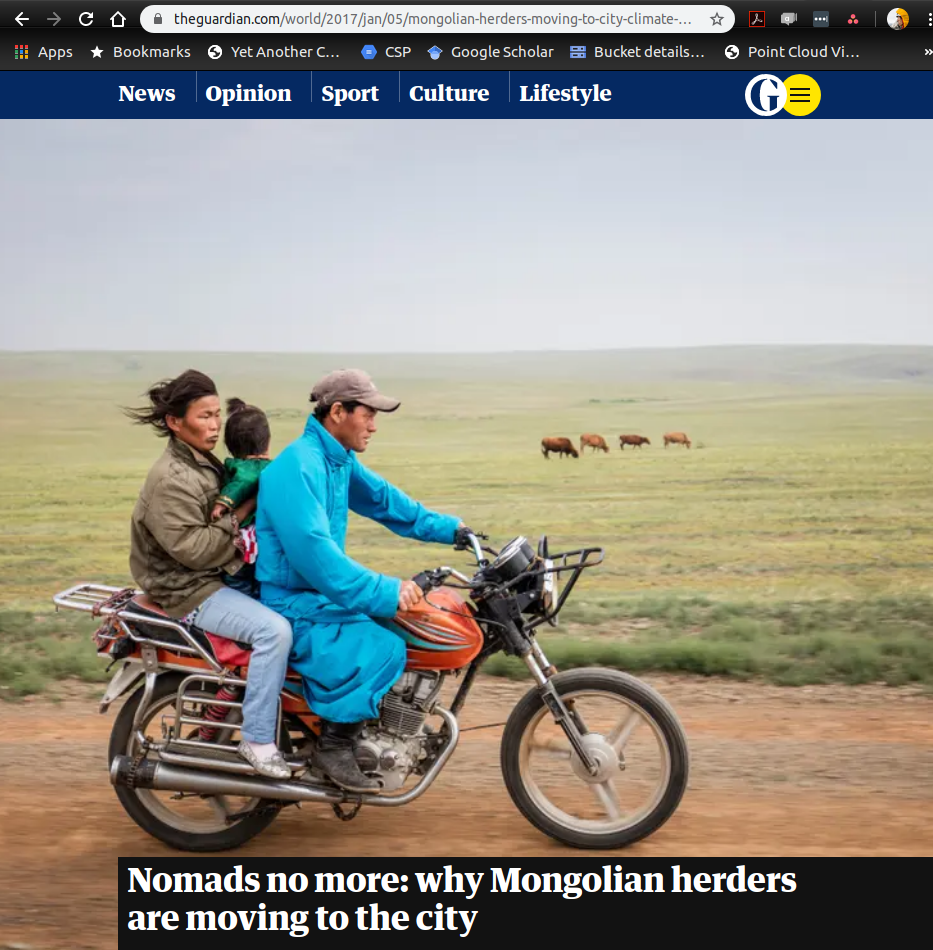 theguardian.com/world/2017/jan/05/mongolian-herders-moving-to-city-climate-...
Apps Bookmarks Yet Another C... CSP Google Scholar Bucket details... Point Cloud Vi... »
News Opinion Sport Culture Lifestyle
Nomads no more: why Mongolian herders
are moving to the city